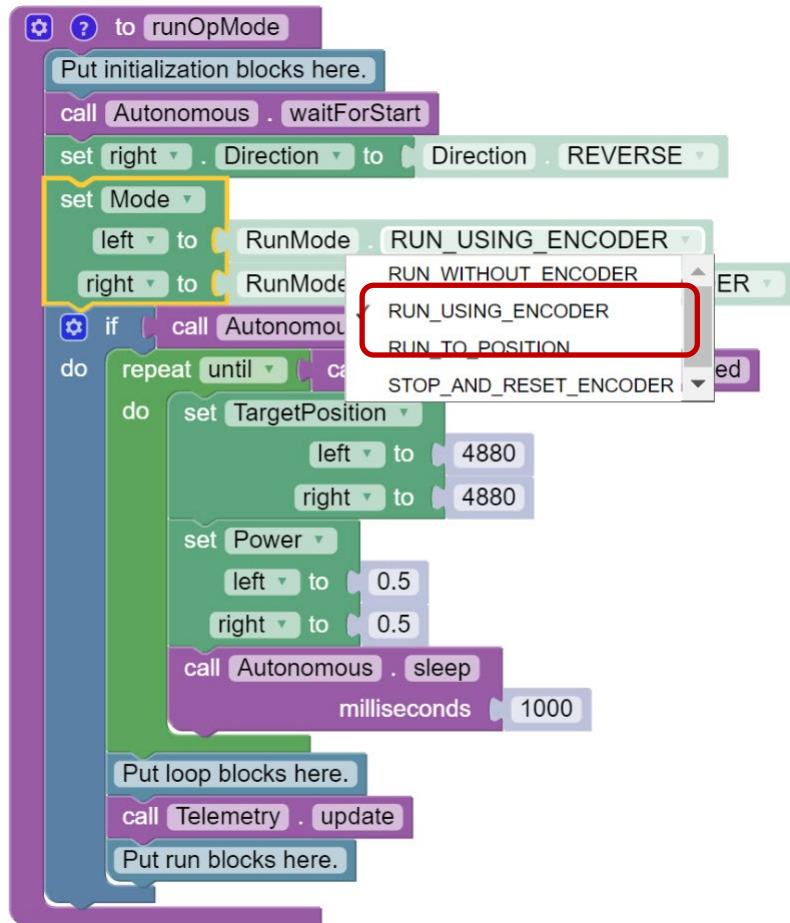 ? to runOpMode
Put initialization blocks here.
call Autonomous . waitForStart
set right . Direction to Direction . REVERSE
set Mode
left to RunMode . RUN_USING_ENCODER
right to RunMode ER
RUN_WITHOUT_ENCODER
✓ RUN_USING_ENCODER
RUN_TO_POSITION
STOP_AND_RESET_ENCODER
if call
do repeat until ed
do set TargetPosition
left to 4880
right to 4880
set Power
left to 0.5
right to 0.5
call Autonomous . sleep
milliseconds 1000
Put loop blocks here.
call Telemetry . update
Put run blocks here.